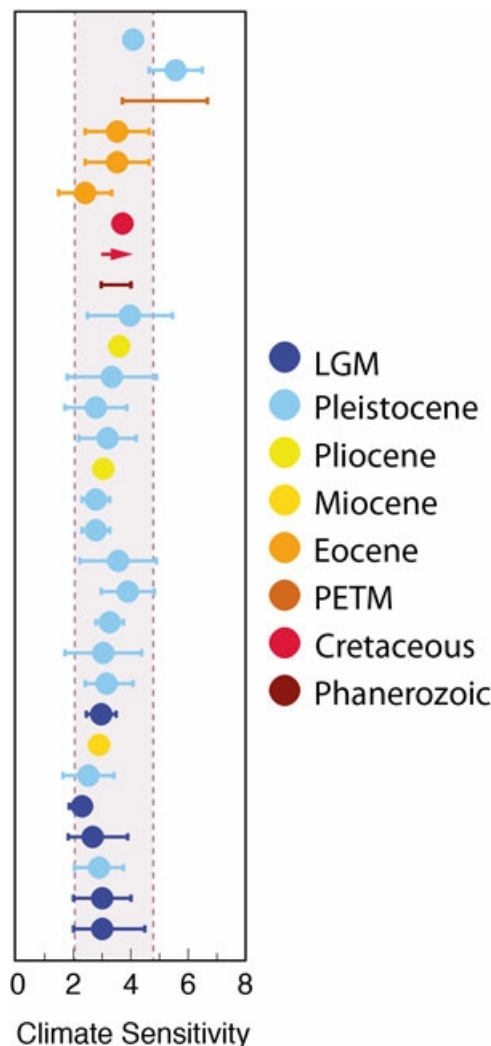 LGM
Pleistocene
Pliocene
Miocene
Eocene
PETM
Cretaceous
Phanerozoic
0 2 4 6 8
Climate Sensitivity